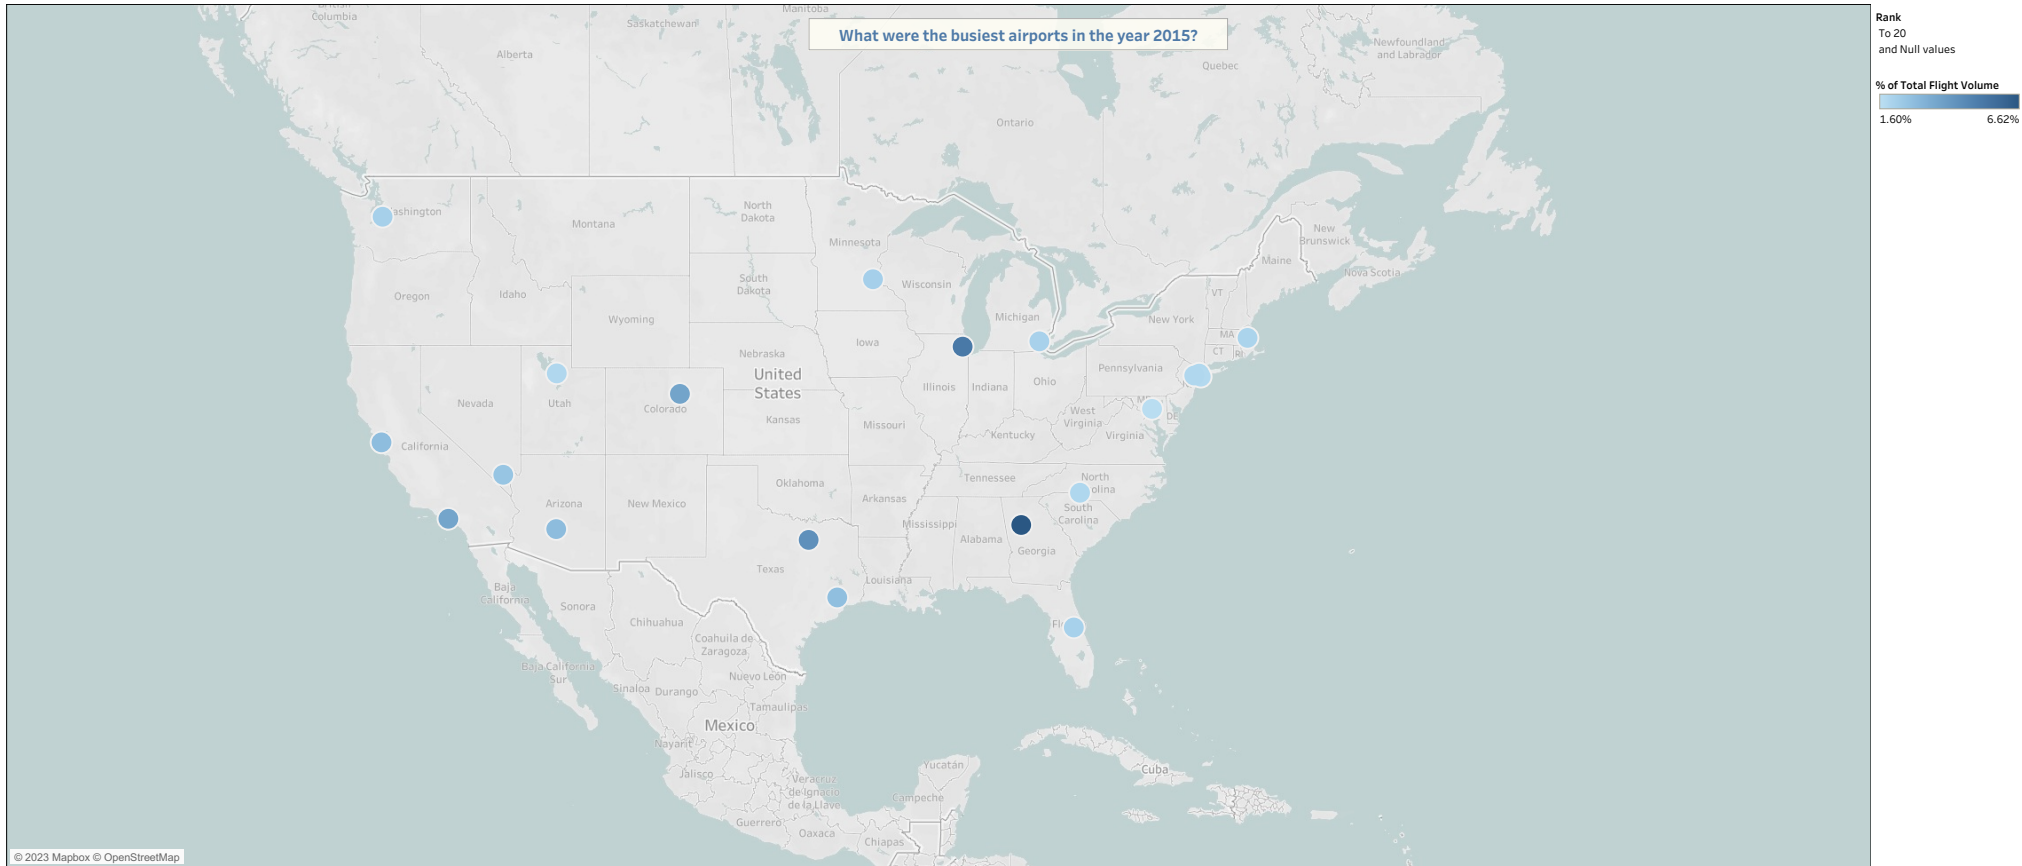 British
Columbia
Manitoba
Saskatchewan
What were the busiest airports in the year 2015?
Alberta
Newfoundland
and Labrador
Quebec
Ontario
ashington
Montana
North
Dakota
Minnesota
New
Brunswick
Maine
Nova Scotia
Oregon
Idaho
South
Dakota
Wisconsin
VT
Wyoming
Michigan
New York
MA
Iowa
Nebraska
CT
RI
United
States
Pennsylvania
Illinois
Indiana
Ohio
Nevada
Utah
Colorado
Kansas
Missouri
West
Virginia
DE
California
Kentucky
Virginia
Oklahoma
Tennessee
North
olina
Arizona
New Mexico
Arkansas
South
Carolina
Mississippi
Alabama
Georgia
Texas
Louisiana
Baja
California
Sonora
Chihuahua
Fl
Coahuila de
Zaragoza
Baja California
Sur
Nuevo León
Sinaloa
Durango
Tamaulipas
Mexico
Nayarit
Yucatán
Cuba
Jalisco
Veracruz
de Ignacio
de la Llave
Campeche
Guerrero
Oaxaca
Chiapas
© 2023 Mapbox © OpenStreetMap
Rank
To 20
and Null values
% of Total Flight Volume
1.60% 6.62%